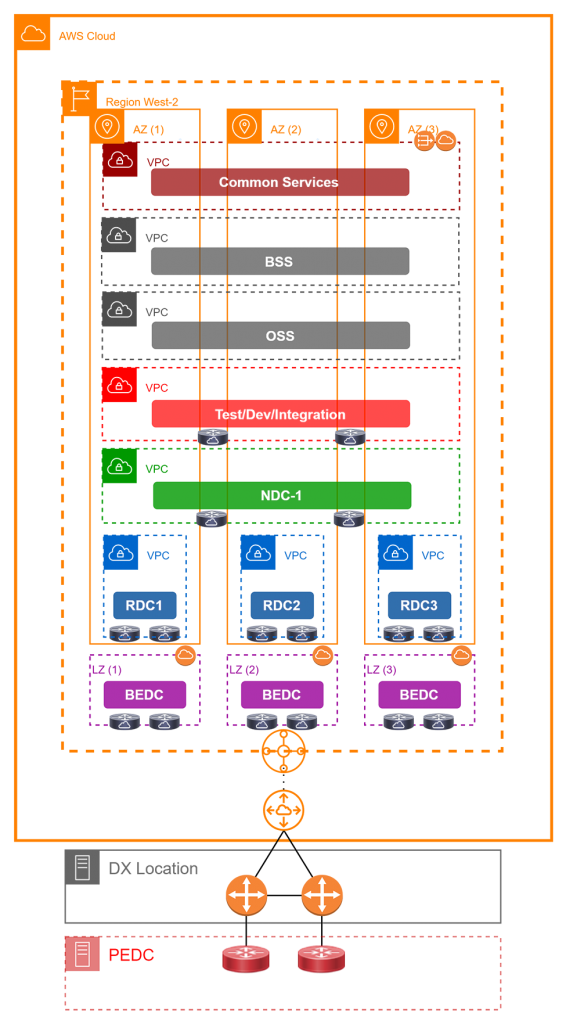 AWS Cloud
Region West-2
AZ (1)
AZ (2)
AZ (3)
VPC
Common Services
VPC
BSS
VPC
OSS
VPC
Test/Dev/Integration
VPC
NDC-1
VPC
VPC
VPC
RDC1
RDC2
RDC3
LZ (1)
LZ (2)
LZ (3)
BEDC
BEDC
BEDC
DX Location
PEDC